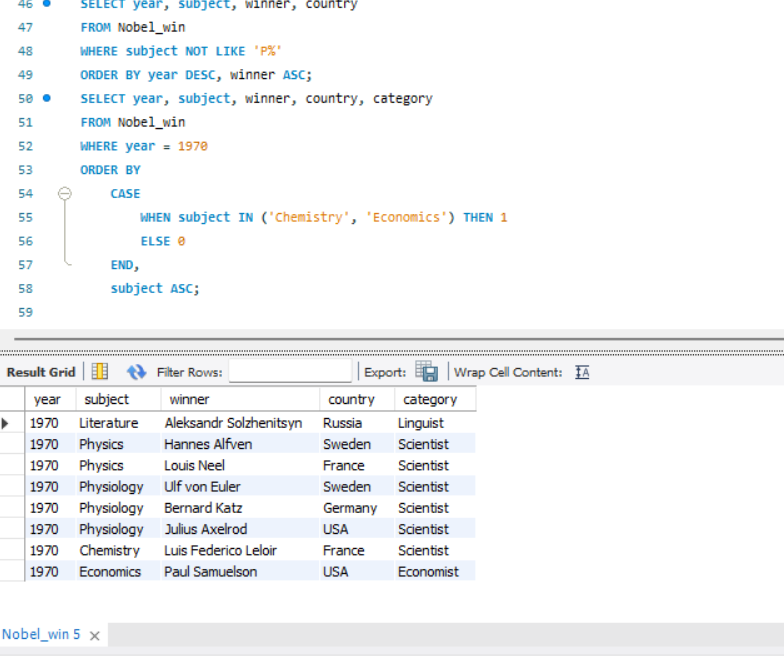 46 SELECT year, subject, winner, country
47 FROM Nobel_win
48 WHERE subject NOT LIKE 'P%'
49 ORDER BY year DESC, winner ASC;
50 SELECT year, subject, winner, country, category
51 FROM Nobel_win
52 WHERE year = 1970
53 ORDER BY
54 CASE
55 WHEN subject IN ('Chemistry', 'Economics') THEN 1
56 ELSE 0
57 END,
58 subject ASC;
59
Result Grid Filter Rows: Export: Wrap Cell Content: IA
year subject winner country category
1970 Literature Aleksandr Solzhenitsyn Russia Linguist
1970 Physics Hannes Alfven Sweden Scientist
1970 Physics Louis Neel France Scientist
1970 Physiology Ulf von Euler Sweden Scientist
1970 Physiology Bernard Katz Germany Scientist
1970 Physiology Julius Axelrod USA Scientist
1970 Chemistry Luis Federico Leloir France Scientist
1970 Economics Paul Samuelson USA Economist
Nobel_win 5